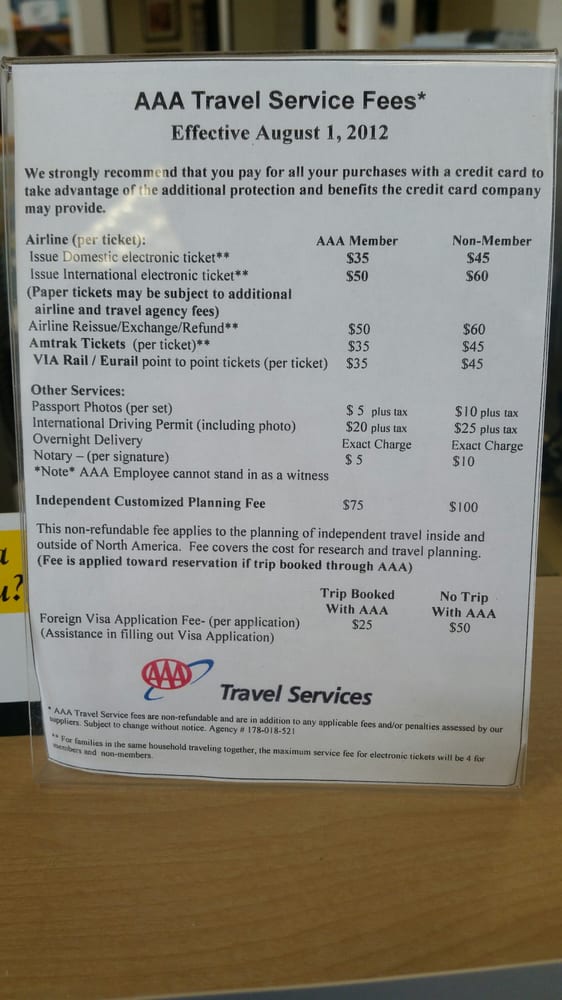 AAA Travel Service Fees*
Effective August 1, 2012
We strongly recommend that you pay for all your purchases with a credit card to
take advantage of the additional protection and benefits the credit card company
may provide.
Airline (per ticket): AAA Member Non-Member
Issue Domestic electronic ticket** $35 $45
Issue International electronic ticket** $50 $60
(Paper tickets may be subject to additional
airline and travel agency fees)
Airline Reissue/Exchange/Refund** $50 $60
Amtrak Tickets (per ticket)** $35 $45
VIA Rail / Eurail point to point tickets (per ticket) $35 $45
Other Services:
Passport Photos (per set) $ 5 plus tax $10 plus tax
International Driving Permit (including photo) $20 plus tax $25 plus tax
Overnight Delivery Exact Charge Exact Charge
Notary – (per signature) $ 5 $10
*Note* AAA Employee cannot stand in as a witness
Independent Customized Planning Fee $75 $100
This non-refundable fee applies to the planning of independent travel inside and
outside of North America. Fee covers the cost for research and travel planning.
(Fee is applied toward reservation if trip booked through AAA)
Trip Booked No Trip
With AAA With AAA
Foreign Visa Application Fee- (per application) $25 $50
(Assistance in filling out Visa Application)
AAA Travel Services
* AAA Travel Service fees are non-refundable and are in addition to any applicable fees and/or penalties assessed by our
suppliers. Subject to change without notice. Agency # 178-018-521
** For families in the same household traveling together, the maximum service fee for electronic tickets will be 4 for
members and non-members.